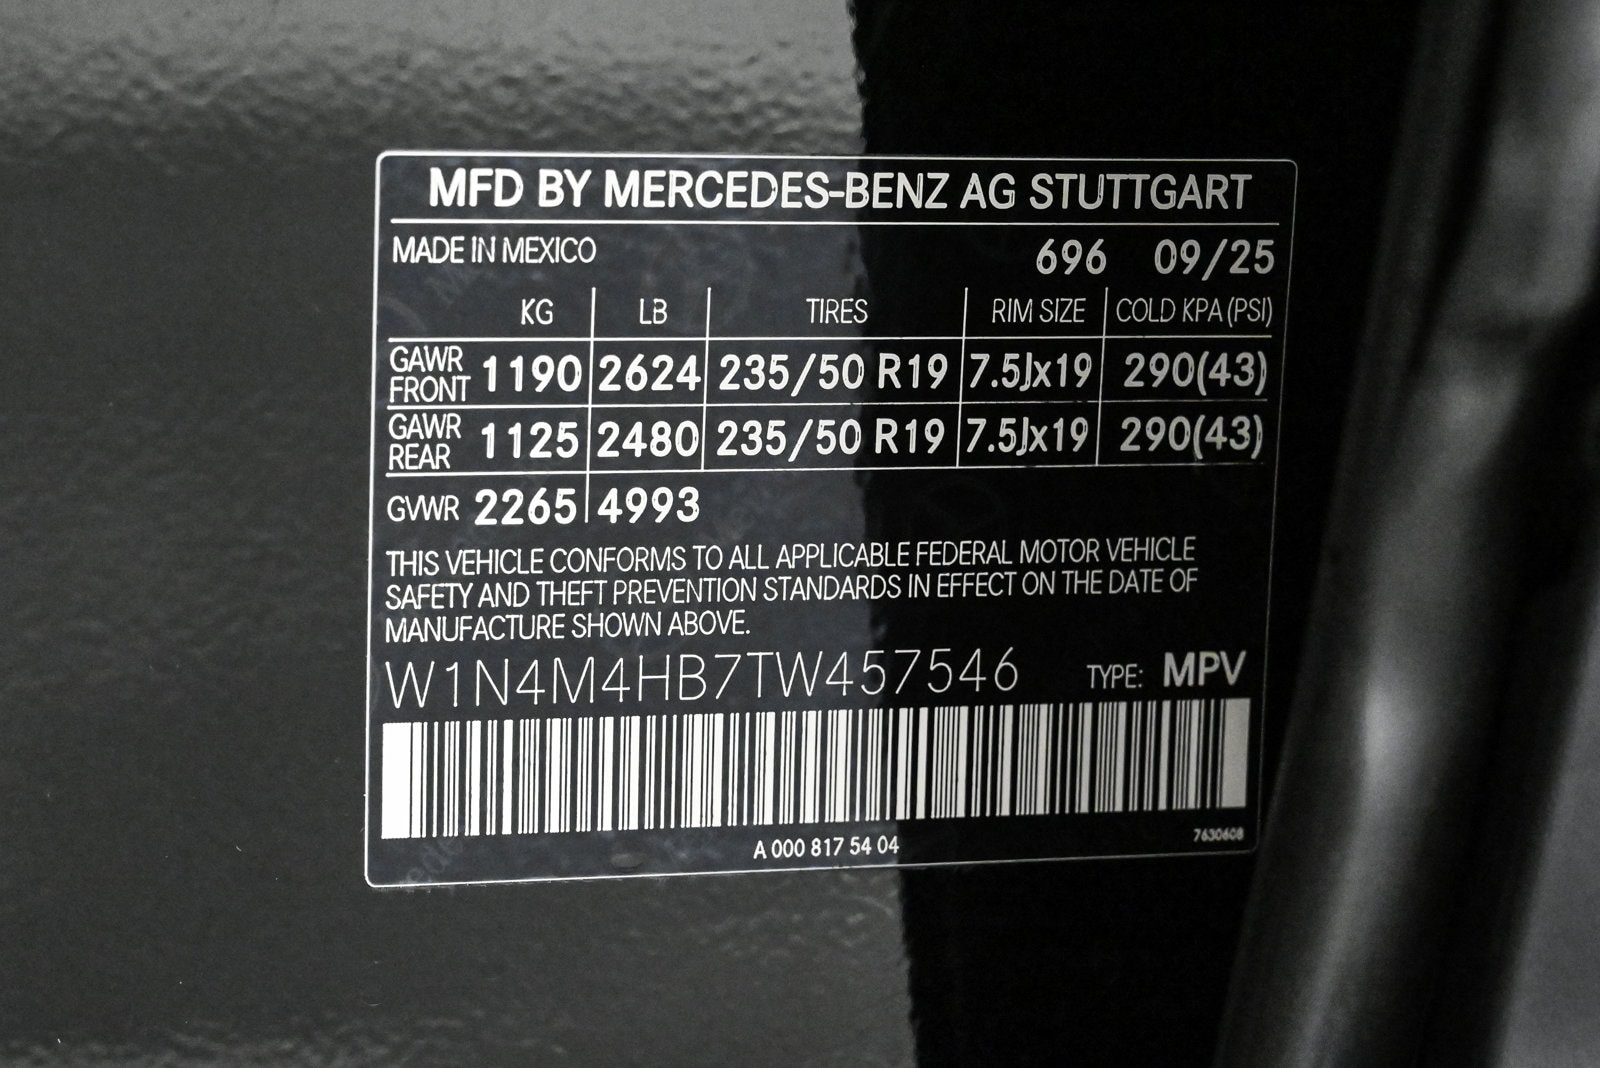 MFD BY MERCEDES-BENZ AG STUTTGART
MADE IN MEXICO 696 09/25
KG LB TIRES RIM SIZE COLD KPA (PSI)
GAWR FRONT 1190 2624 235/50 R19 7.5Jx19 290(43)
GAWR REAR 1125 2480 235/50 R19 7.5Jx19 290(43)
GVWR 2265 4993
THIS VEHICLE CONFORMS TO ALL APPLICABLE FEDERAL MOTOR VEHICLE
SAFETY AND THEFT PREVENTION STANDARDS IN EFFECT ON THE DATE OF
MANUFACTURE SHOWN ABOVE.
W1N4M4HB7TW457546 TYPE: MPV
A 000 817 54 04 7630608